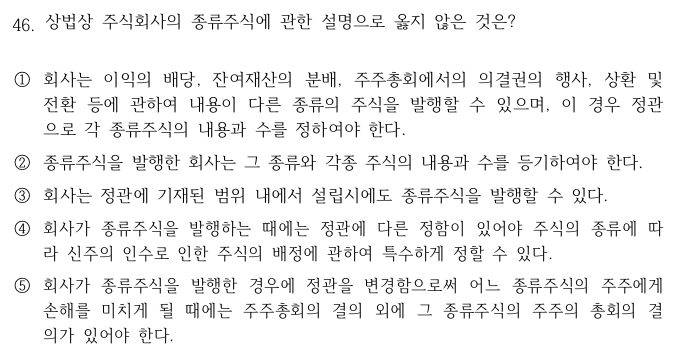 46. 상법상 주식회사의 종류주식에 관한 설명으로 옳지 않은 것은?
① 회사는 이익의 배당, 잔여재산의 분배, 주주총회에서의 의결권의 행사, 상환 및
전환 등에 관하여 내용이 다른 종류의 주식을 발행할 수 있으며, 이 경우 정관
으로 각 종류주식의 내용과 수를 정하여야 한다.
② 종류주식을 발행한 회사는 그 종류와 각종 주식의 내용과 수를 등기하여야 한다.
③ 회사는 정관에 기재된 범위 내에서 설립시에도 종류주식을 발행할 수 있다.
④ 회사가 종류주식을 발행하는 때에는 정관에 다른 정함이 있어야 주식의 종류에 따
라 신주의 인수로 인한 주식의 배정에 관하여 특수하게 정할 수 있다.
⑤ 회사가 종류주식을 발행한 경우에 정관을 변경함으로써 어느 종류주식의 주주에게
손해를 미치게 될 때에는 주주총회의 결의 외에 그 종류주식의 주주의 총회의 결
의가 있어야 한다.